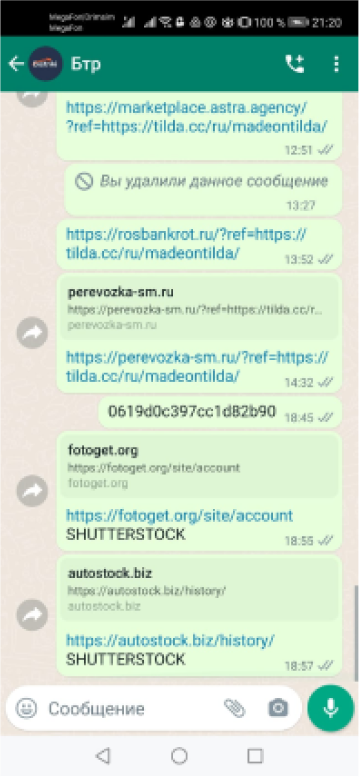 MegaFon
100 %
21:20
Бтр
https://marketplace.astra.agency/
?ref=https://tilda.cc/ru/madeontilda/
12:51
Вы удалили данное сообщение
13:27
https://rosbankrot.ru/?ref=https://
tilda.cc/ru/madeontilda/
13:52
perevozka-sm.ru
https://perevozka-sm.ru/?ref=https://tilda.cc/r...
perevozka-sm.ru
https://perevozka-sm.ru/?ref=https://
tilda.cc/ru/madeontilda/
14:32
0619d0c397cc1d82b90
18:45
fotoget.org
https://fotoget.org/site/account
fotoget.org
https://fotoget.org/site/account
SHUTTERSTOCK
18:55
autostock.biz
https://autostock.biz/history/
autostock.biz
https://autostock.biz/history/
SHUTTERSTOCK
18:57
Сообщение